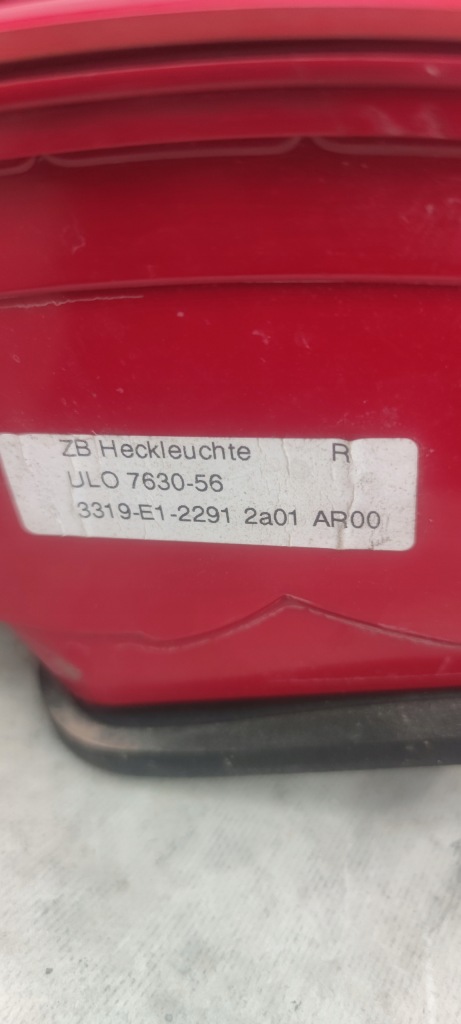 ZB Heckleuchte R
ULO 7630-56
3319-E1-2291 2a01 AR00